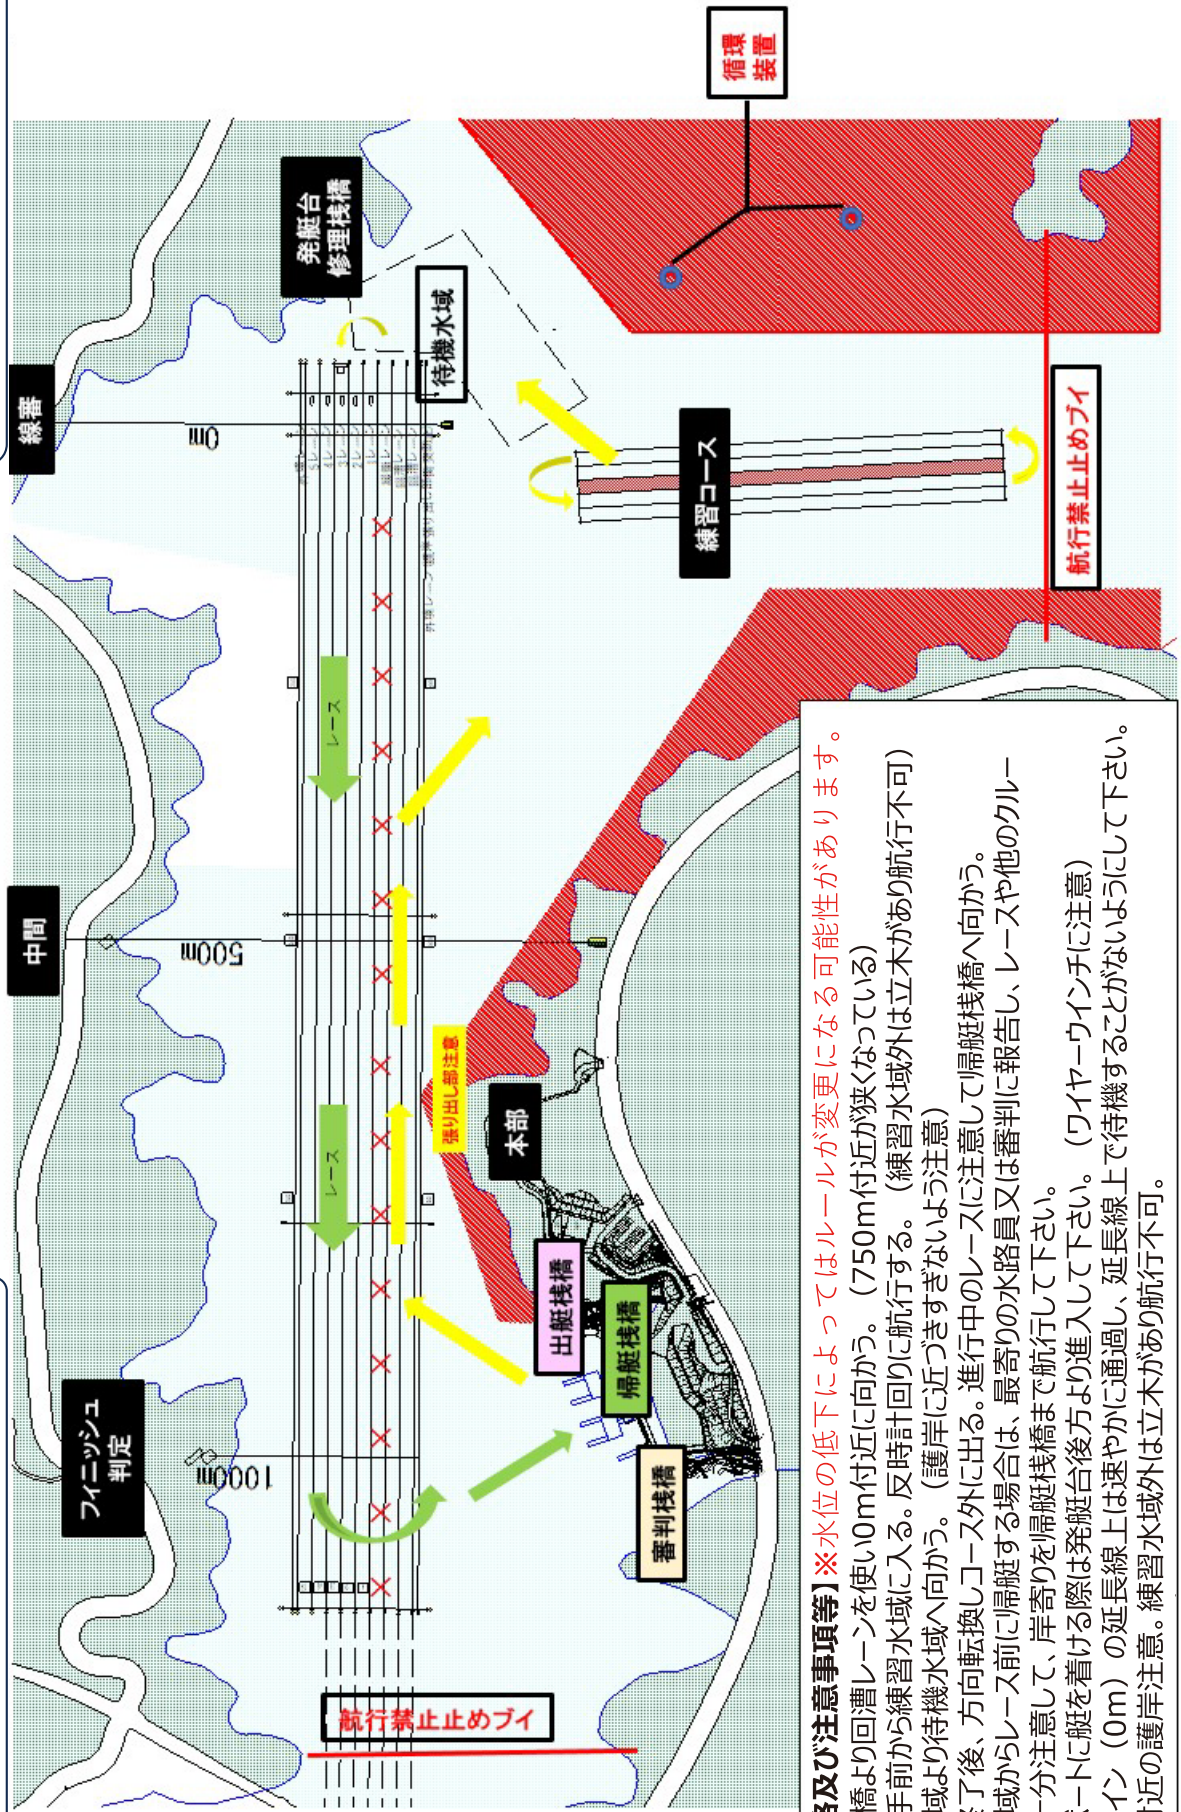 循環
装置
発艇台
修理桟橋
待機水域
線審
0m
練習コース
航行禁止止めブイ
レース
中間
500m
張り出し部注意
レース
本部
出艇桟橋
帰艇桟橋
審判桟橋
フィニッシュ
判定
1000m
航行禁止止めブイ
路及び注意事項等】※水位の低下によってはルールが変更になる可能性があります。
橋より回漕レーンを使い0m付近に向かう。（750m付近が狭くなっている）
手前から練習水域に入る。反時計回りに航行する。（練習水域外は立木があり航行不可）
域より待機水域へ向かう。（護岸に近づきすぎないよう注意）
終了後、方向転換しコース外に出る。進行中のレースに注意して帰艇桟橋へ向かう。
域からレース前に帰艇する場合は、最寄りの水路員又は審判に報告し、レースや他のクルー
十分注意して、岸寄りを帰艇桟橋まで航行して下さい。
ートに艇を着ける際は発艇台後方より進入して下さい。（ワイヤーウインチに注意）
イン（0m）の延長線上は速やかに通過し、延長線上で待機することがないようにして下さい。
付近の護岸注意。練習水域外は立木があり航行不可。